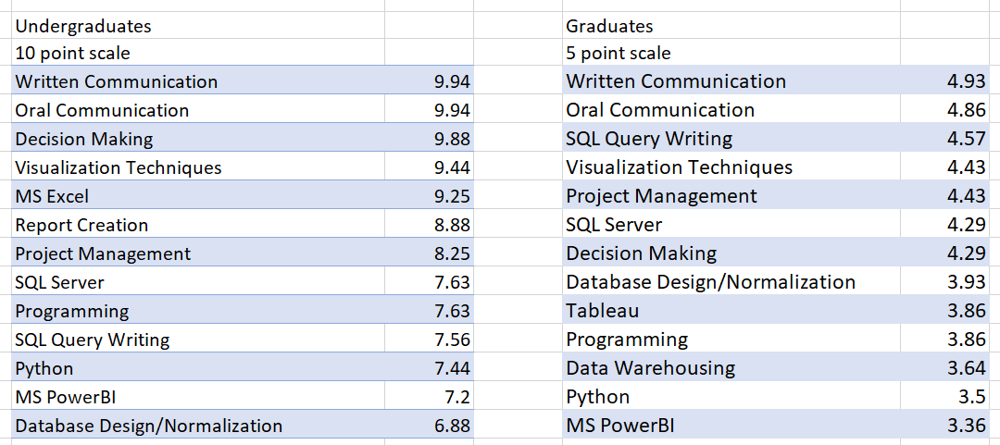 Undergraduates
10 point scale
Written Communication 9.94
Oral Communication 9.94
Decision Making 9.88
Visualization Techniques 9.44
MS Excel 9.25
Report Creation 8.88
Project Management 8.25
SQL Server 7.63
Programming 7.63
SQL Query Writing 7.56
Python 7.44
MS PowerBI 7.2
Database Design/Normalization 6.88
Graduates
5 point scale
Written Communication 4.93
Oral Communication 4.86
SQL Query Writing 4.57
Visualization Techniques 4.43
Project Management 4.43
SQL Server 4.29
Decision Making 4.29
Database Design/Normalization 3.93
Tableau 3.86
Programming 3.86
Data Warehousing 3.64
Python 3.5
MS PowerBI 3.36